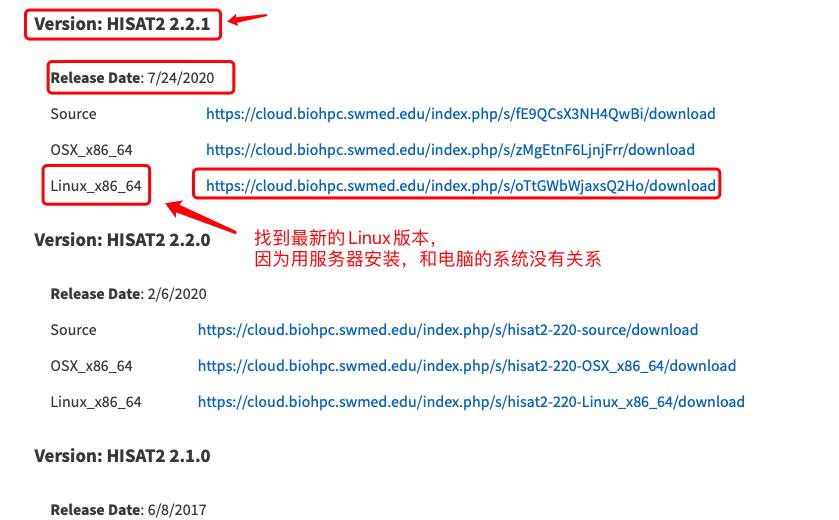 Version: HISAT2 2.2.1
Release Date: 7/24/2020
Source https://cloud.biohpc.swmed.edu/index.php/s/fE9QCsX3NH4QwBi/download
OSX_x86_64 https://cloud.biohpc.swmed.edu/index.php/s/zMgEtnF6LjnjFrr/download
Linux_x86_64 https://cloud.biohpc.swmed.edu/index.php/s/oTtGWbWjaxsQ2Ho/download
找到最新的Linux版本，
因为用服务器安装，和电脑的系统没有关系
Version: HISAT2 2.2.0
Release Date: 2/6/2020
Source https://cloud.biohpc.swmed.edu/index.php/s/hisat2-220-source/download
OSX_x86_64 https://cloud.biohpc.swmed.edu/index.php/s/hisat2-220-OSX_x86_64/download
Linux_x86_64 https://cloud.biohpc.swmed.edu/index.php/s/hisat2-220-Linux_x86_64/download
Version: HISAT2 2.1.0
Release Date: 6/8/2017